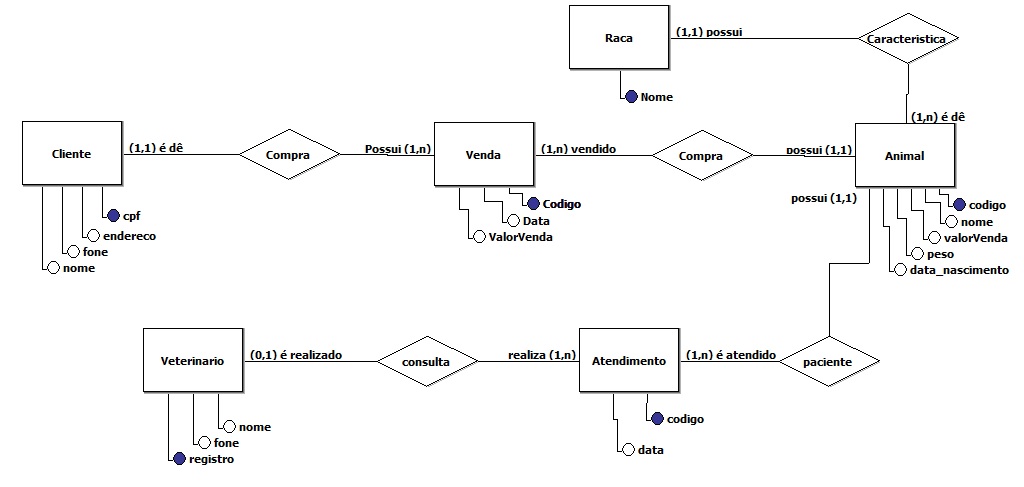 Raca
(1,1) possui
Caracteristica
Nome
(1,n) é dê
Cliente
(1,1) é dê
Compra
Possui (1,n)
Venda
(1,n) vendido
Compra
possui (1,1)
Animal
possui (1,1)
cpf
endereco
fone
nome
Codigo
Data
ValorVenda
codigo
nome
valorVenda
peso
data_nascimento
Veterinario
(0,1) é realizado
consulta
realiza (1,n)
Atendimento
(1,n) é atendido
paciente
nome
fone
registro
codigo
data